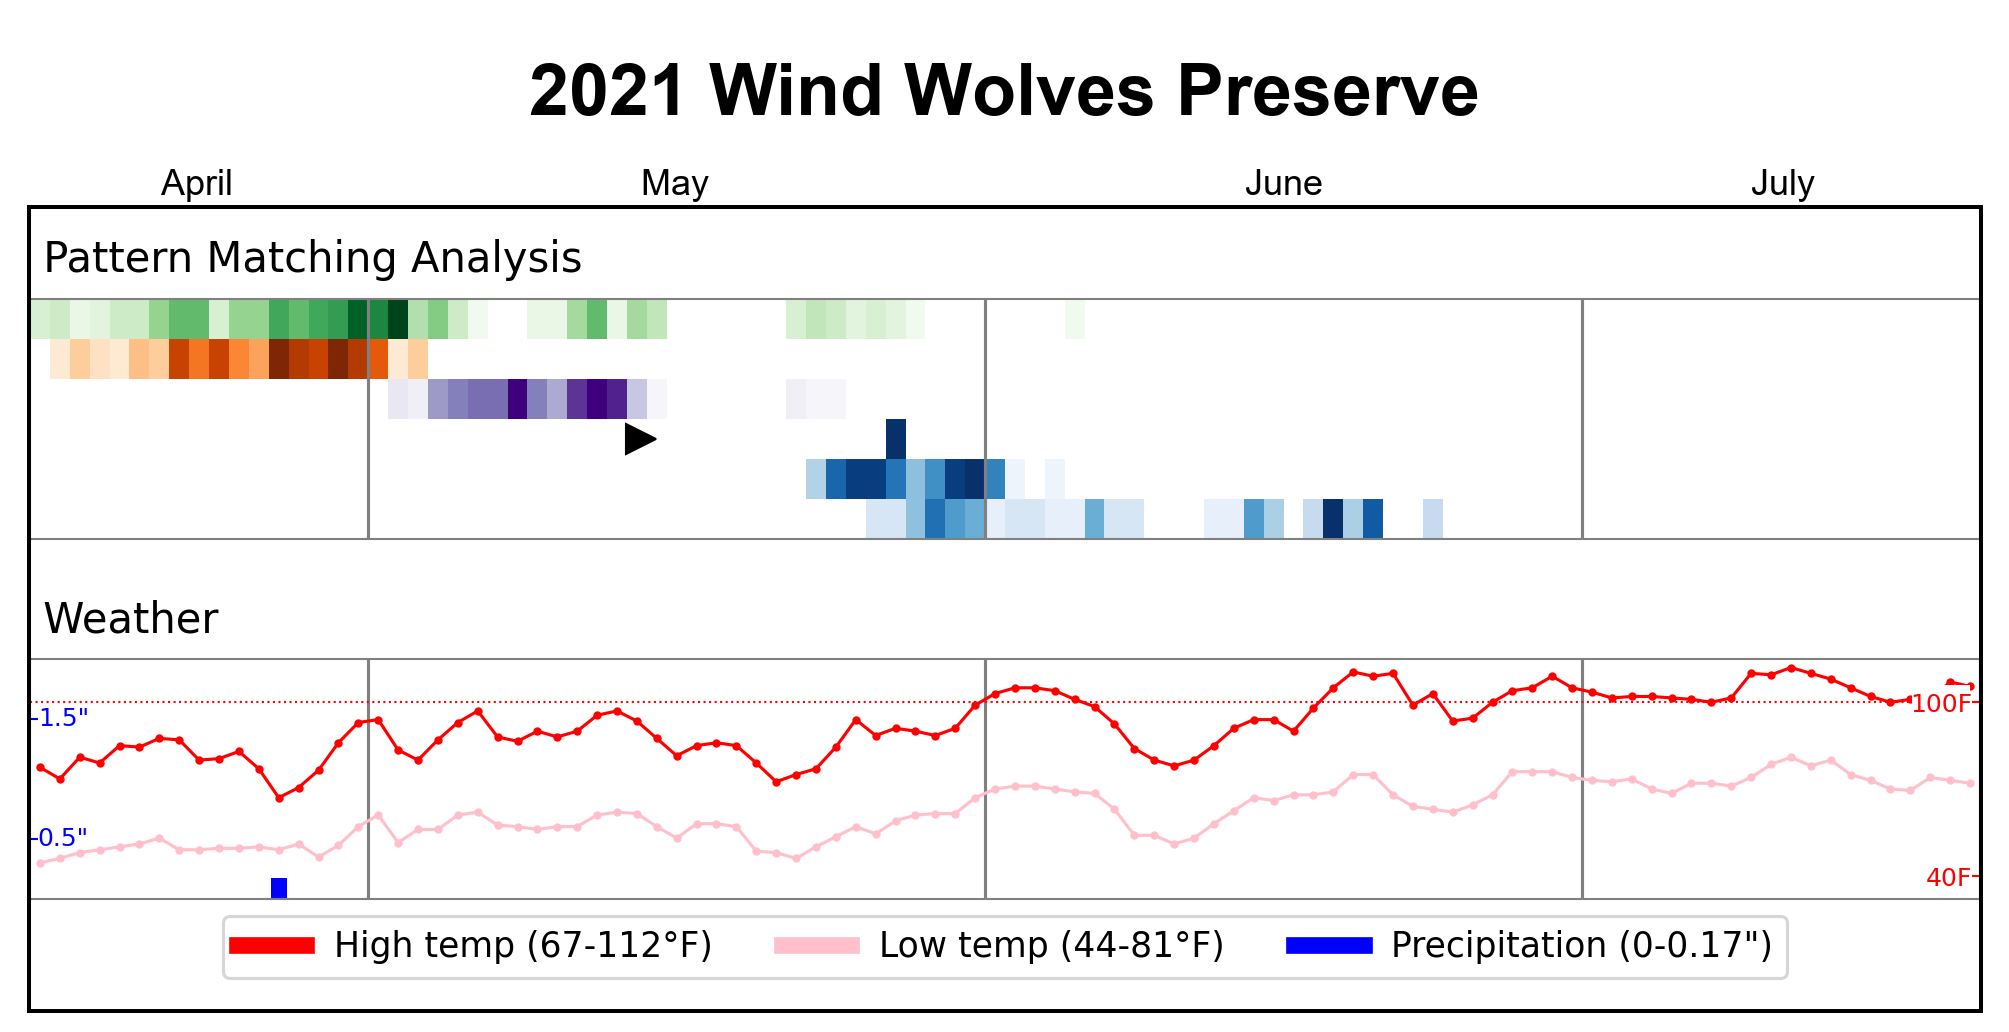 2021 Wind Wolves Preserve
April May June July
Pattern Matching Analysis
Weather
1.5" 100F
0.5"
40F
High temp (67-112°F) Low temp (44-81°F) Precipitation (0-0.17")